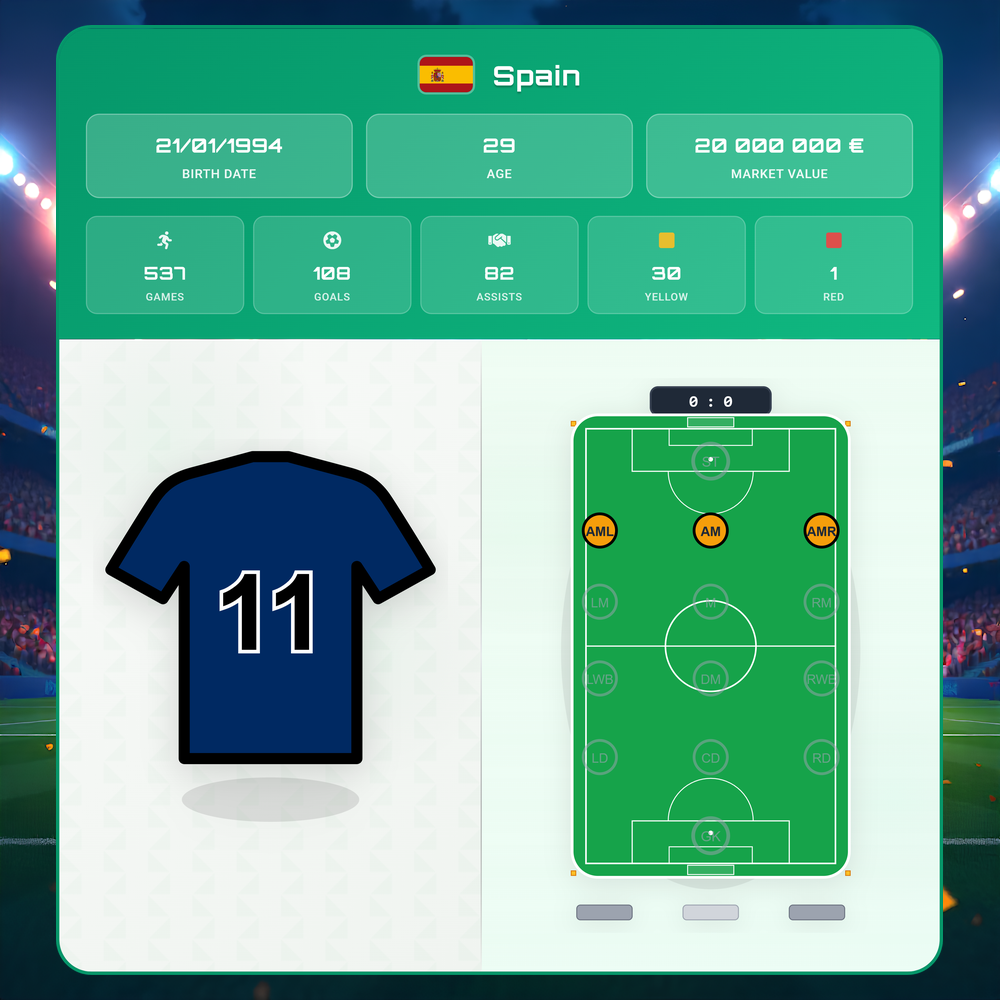 Spain
21/01/1994
BIRTH DATE
29
AGE
20 000 000 €
MARKET VALUE
537
GAMES
108
GOALS
82
ASSISTS
30
YELLOW
1
RED
11
0 : 0
ST
AML AM AMR
LM M RM
LWB DM RWB
LD CD RD
GK